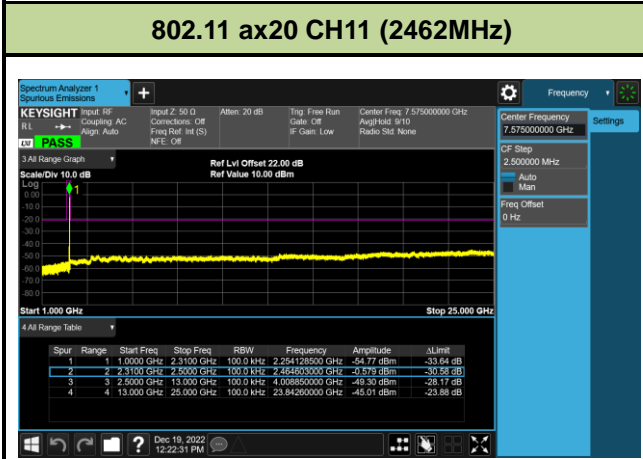 802.11 ax20 CH11 (2462MHz)
Spectrum Analyzer 1
Spurious Emissions
Frequency
KEYSIGHT
R L
LXI
PASS
Input: RF
Coupling: AC
Align: Auto
Input Z: 50 Ω
Corrections: Off
Freq Ref: Int (S)
NFE: Off
Atten: 20 dB
Trig: Free Run
Gate: Off
IF Gain: Low
Center Freq: 7.575000000 GHz
Avg|Hold: 9/10
Radio Std: None
Center Frequency
7.575000000 GHz
Settings
CF Step
2.500000 MHz
Auto
Man
Freq Offset
0 Hz
3 All Range Graph
Scale/Div 10.0 dB
Ref Lvl Offset 22.00 dB
Ref Value 10.00 dBm
Log
0.00
-10.0
-20.0
-30.0
-40.0
-50.0
-60.0
-70.0
-80.0
1
Start 1.000 GHz
Stop 25.000 GHz
4 All Range Table
Spur Range Start Freq Stop Freq RBW Frequency Amplitude ΔLimit
1 1 1.0000 GHz 2.3100 GHz 100.0 kHz 2.254128500 GHz -54.77 dBm -33.64 dB
2 2 2.3100 GHz 2.5000 GHz 100.0 kHz 2.464603000 GHz -0.579 dBm -30.58 dB
3 3 2.5000 GHz 13.000 GHz 100.0 kHz 4.008850000 GHz -49.30 dBm -28.17 dB
4 4 13.000 GHz 25.000 GHz 100.0 kHz 23.84260000 GHz -45.01 dBm -23.88 dB
Dec 19, 2022
12:22:31 PM